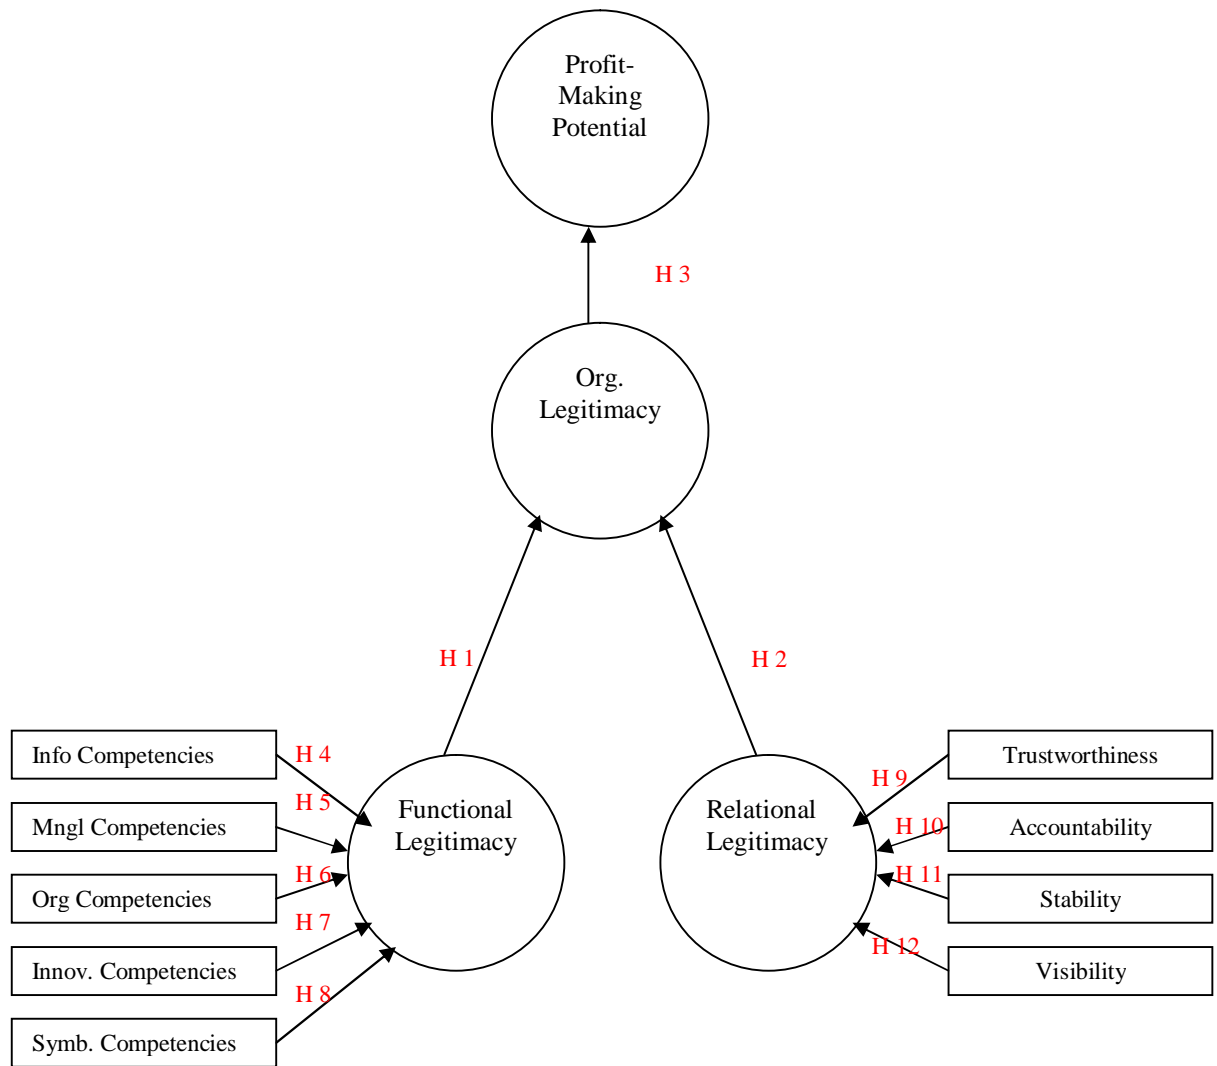 Profit-
Making
Potential
H 3
Org.
Legitimacy
H 1
H 2
Info Competencies
H 4
Mngl Competencies
H 5
Org Competencies
H 6
Innov. Competencies
H 7
Symb. Competencies
H 8
Functional
Legitimacy
Relational
Legitimacy
H 9
Trustworthiness
H 10
Accountability
H 11
Stability
H 12
Visibility